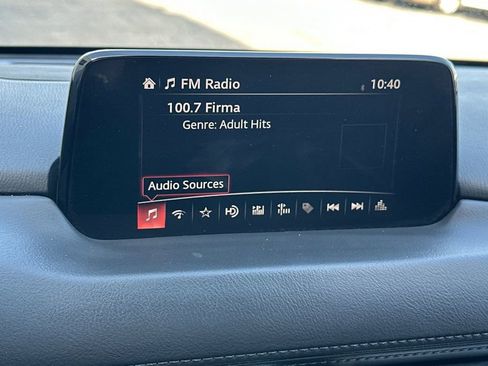 FM Radio 10:40
100.7 Firma
Genre: Adult Hits
Audio Sources